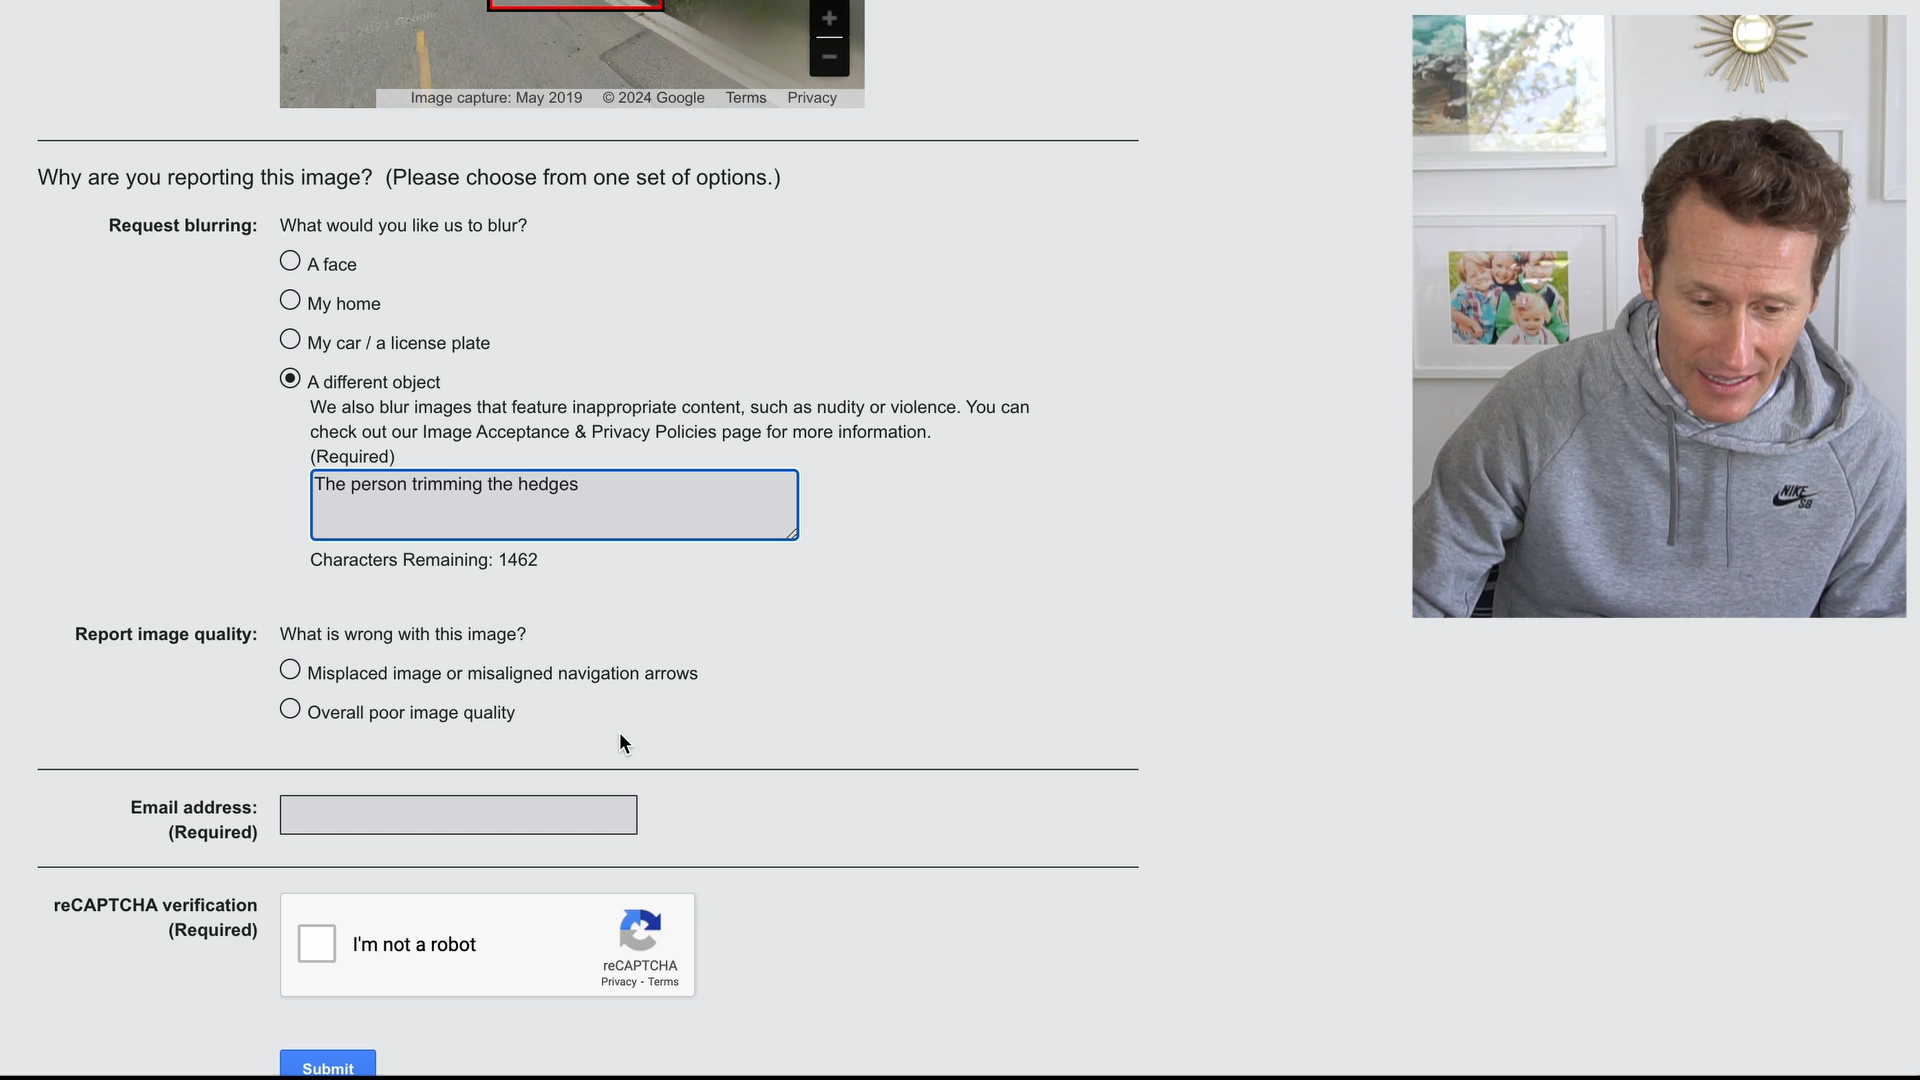 Image capture: May 2019 © 2024 Google Terms Privacy
Why are you reporting this image? (Please choose from one set of options.)
Request blurring: What would you like us to blur?
A face
My home
My car / a license plate
A different object
We also blur images that feature inappropriate content, such as nudity or violence. You can
check out our Image Acceptance & Privacy Policies page for more information.
(Required)
The person trimming the hedges
Characters Remaining: 1462
Report image quality: What is wrong with this image?
Misplaced image or misaligned navigation arrows
Overall poor image quality
Email address:
(Required)
reCAPTCHA verification
(Required)
I'm not a robot
reCAPTCHA
Privacy - Terms
Submit
NIKE
SB